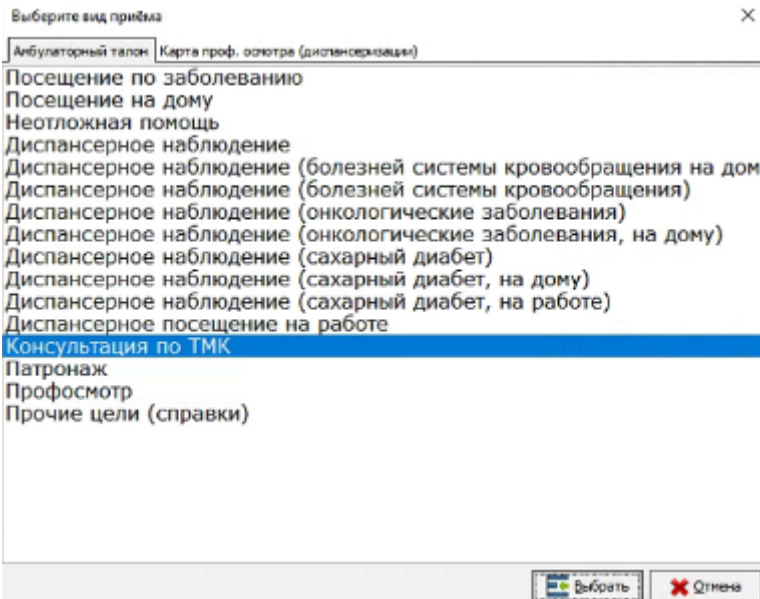 Выберите вид приёма
Амбулаторный талон Карта проф. осмотра (диспансеризации)
Посещение по заболеванию
Посещение на дому
Неотложная помощь
Диспансерное наблюдение
Диспансерное наблюдение (болезней системы кровообращения на дом
Диспансерное наблюдение (болезней системы кровообращения)
Диспансерное наблюдение (онкологические заболевания)
Диспансерное наблюдение (онкологические заболевания, на дому)
Диспансерное наблюдение (сахарный диабет)
Диспансерное наблюдение (сахарный диабет, на дому)
Диспансерное наблюдение (сахарный диабет, на работе)
Диспансерное посещение на работе
Консультация по ТМК
Патронаж
Профосмотр
Прочие цели (справки)
Выбрать Отмена